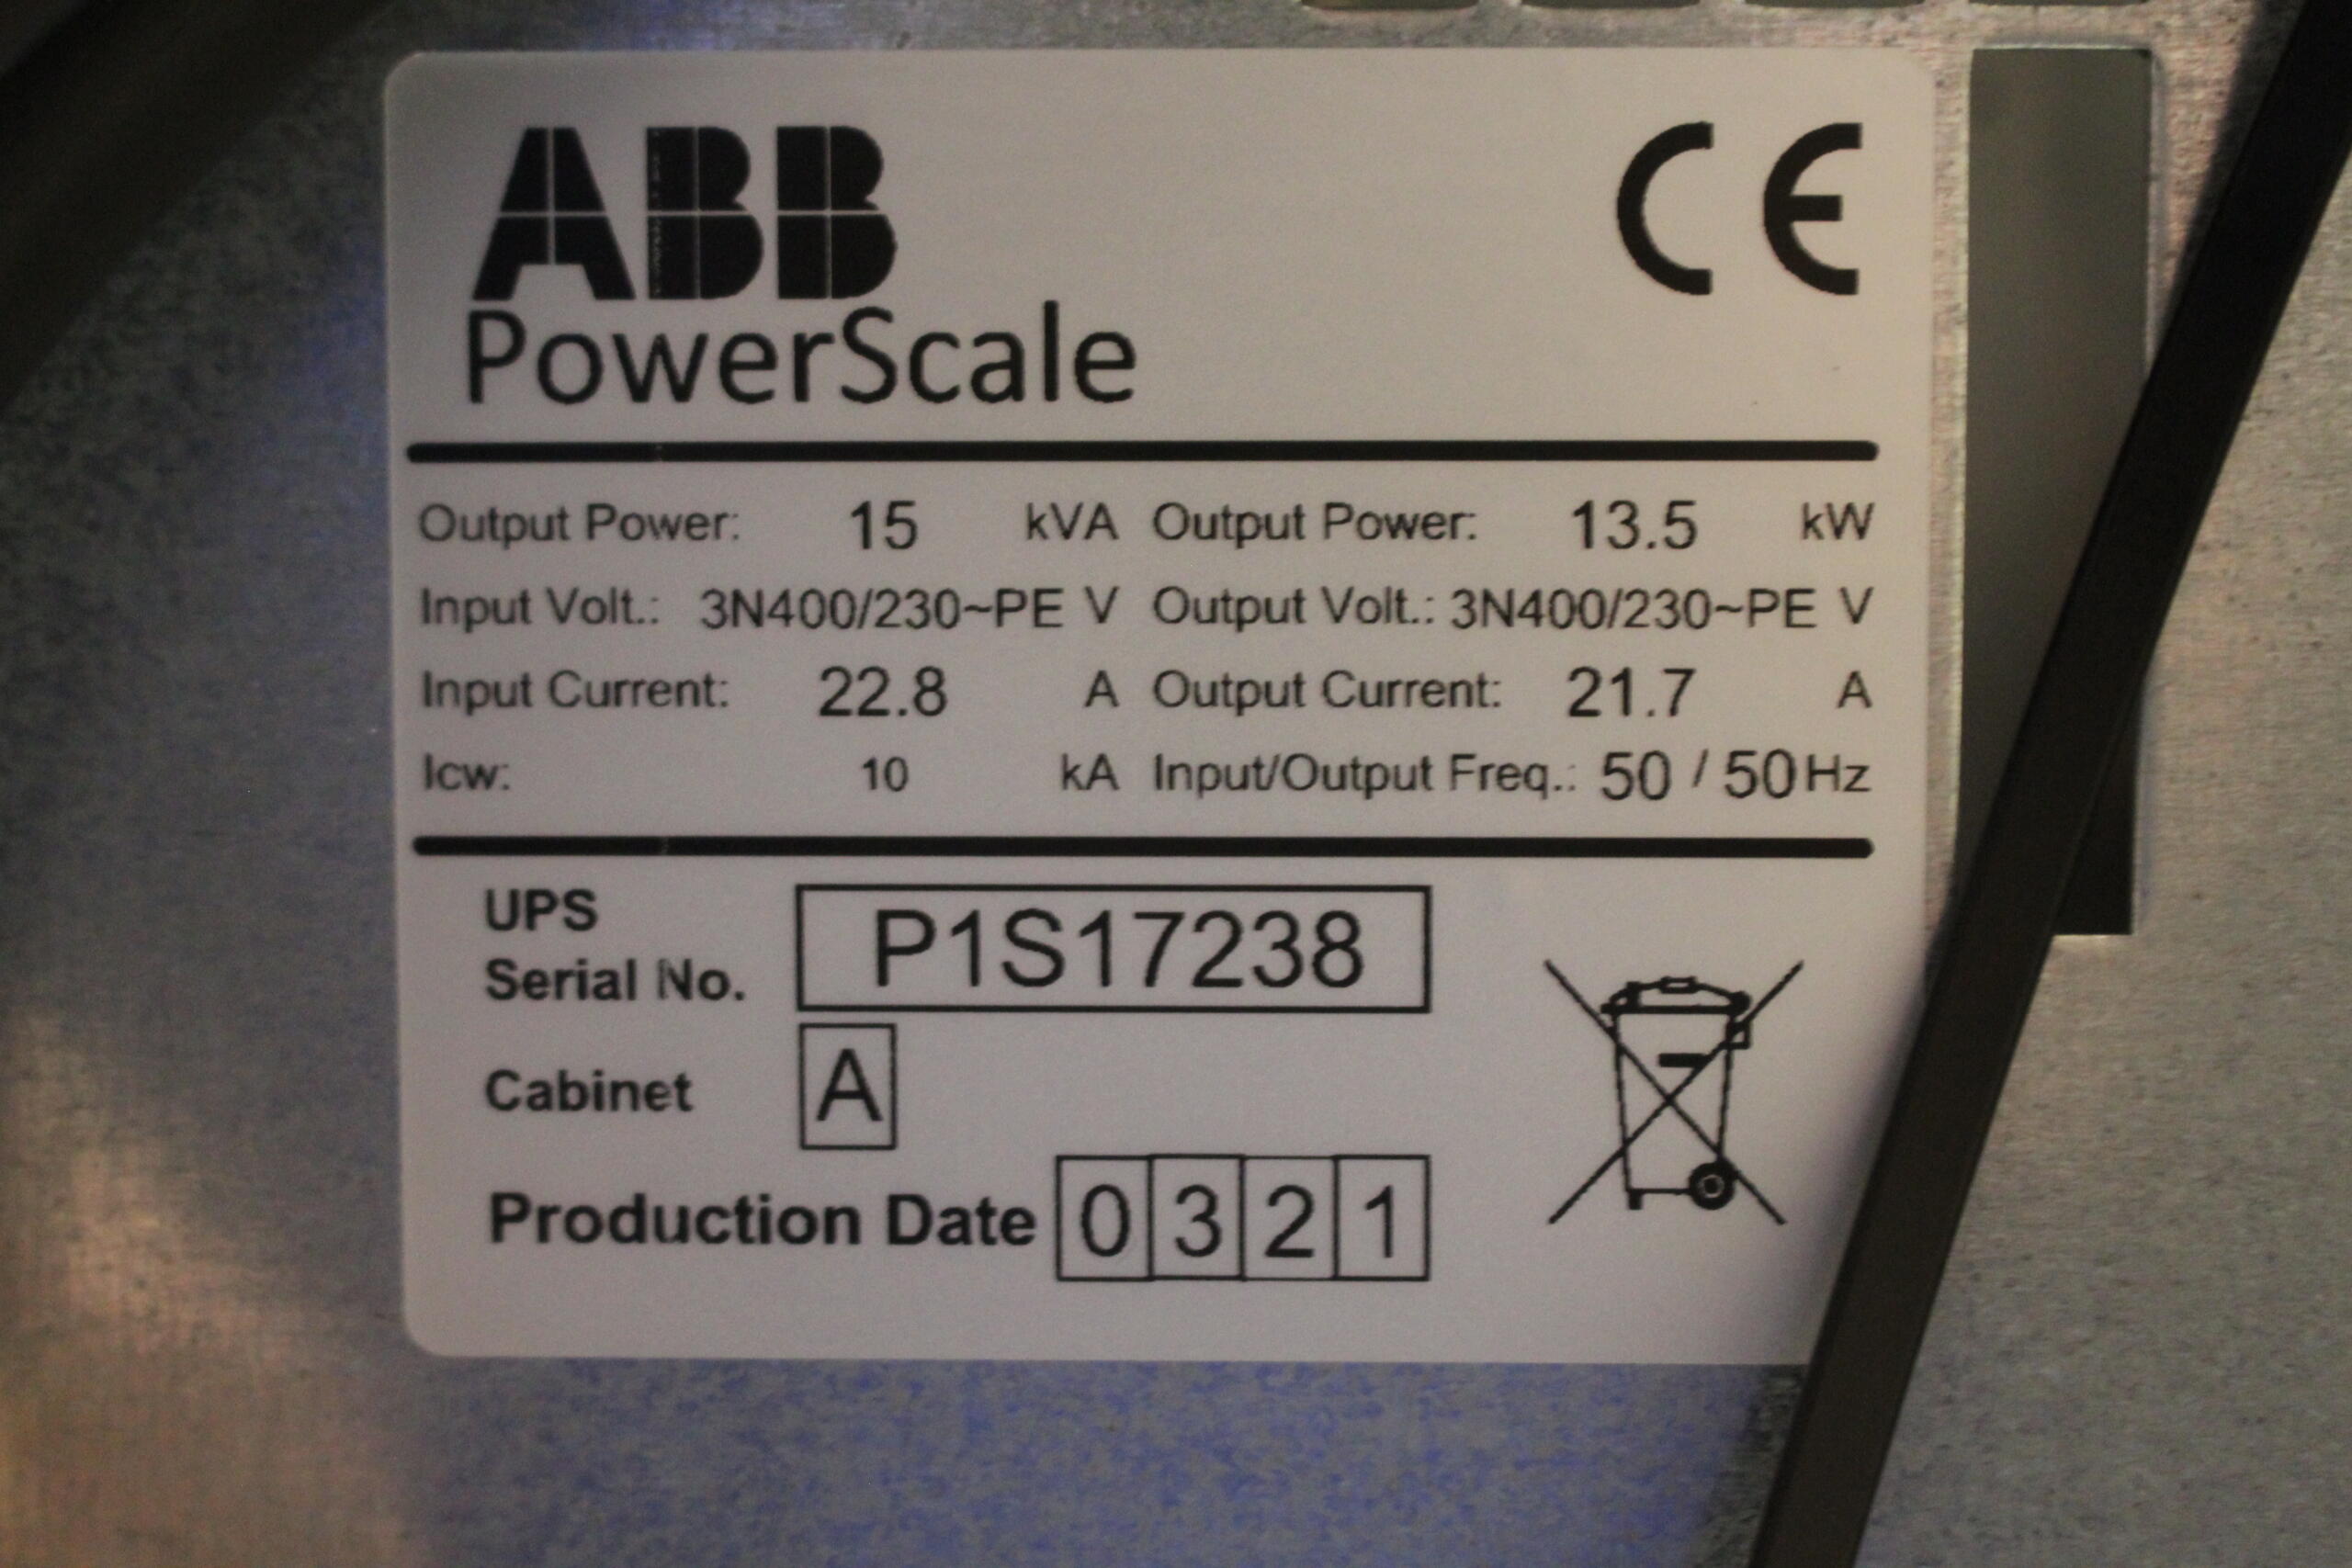 ABB
CE
PowerScale
Output Power: 15 kVA Output Power: 13.5 kW
Input Volt.: 3N400/230~PE V Output Volt.: 3N400/230~PE V
Input Current: 22.8 A Output Current: 21.7 A
Icw: 10 kA Input/Output Freq.: 50 / 50 Hz
UPS
Serial No. P1S17238
Cabinet A
Production Date 0321